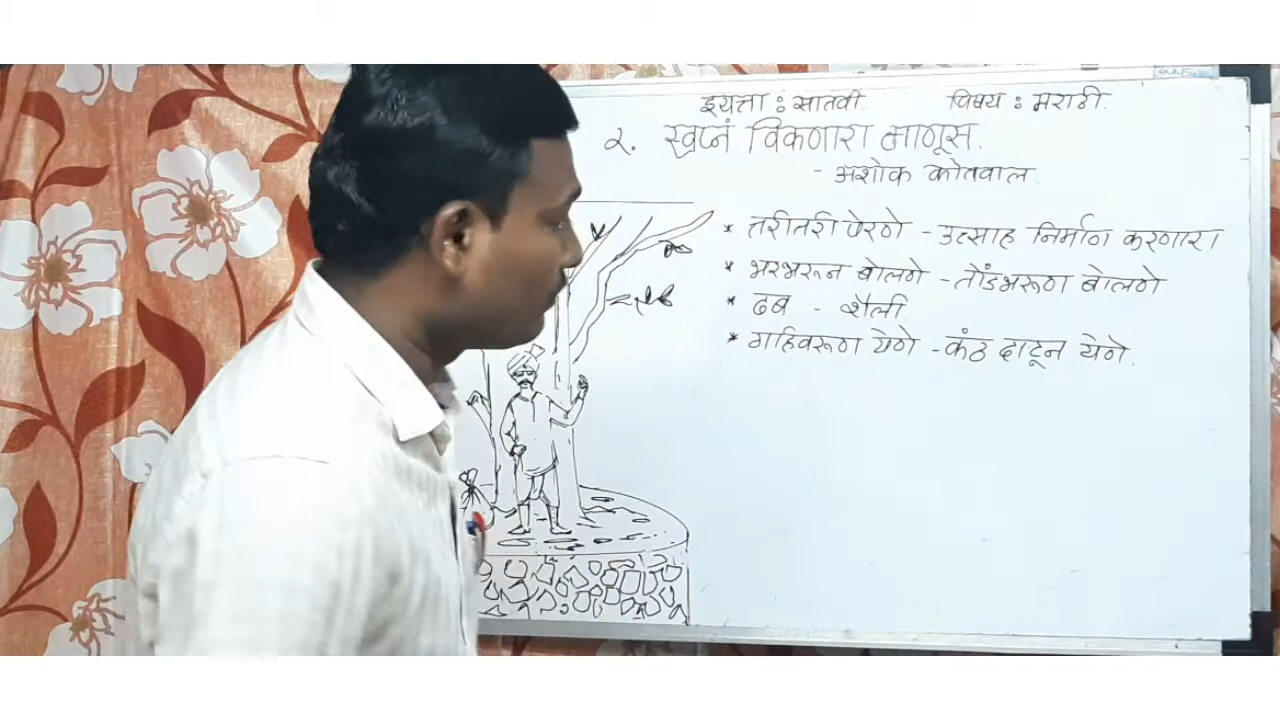 इयत्ता : सातवी. विषय : मराठी.
२. स्वप्नं विकणारा माणूस.
- अशोक कोतवाल.
* तरीतरी पेरणे - उत्साह निर्माण करणारा
* भरभरून बोलणे - तोंडभरूण बोलणे
* ढब - शैली
* गहिवरूण येणे - कंठ दाटून येणे.